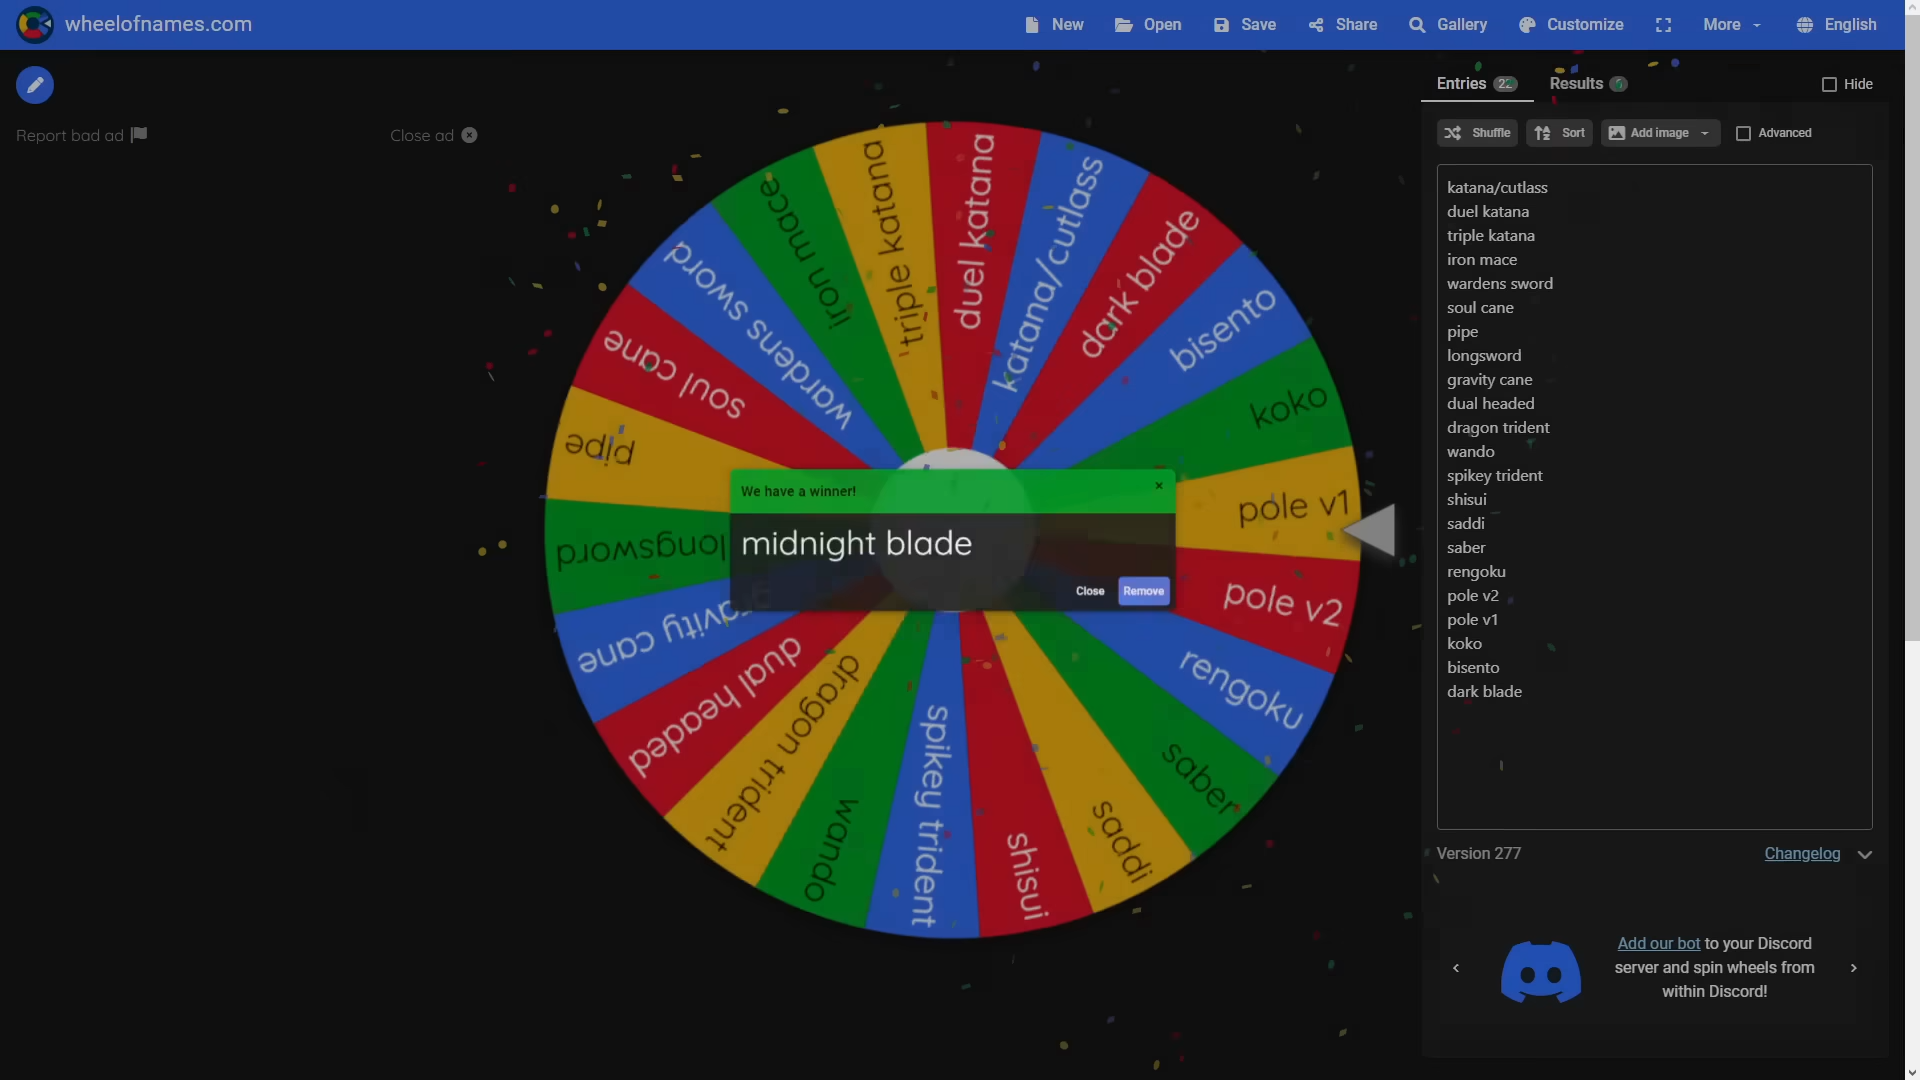 wheelofnames.com
New
Open
Save
Share
Gallery
Customize
More
English
Report bad ad
Close ad
Entries 22
Results
Hide
Shuffle
Sort
Add image
Advanced
katana/cutlass
duel katana
triple katana
iron mace
wardens sword
soul cane
pipe
longsword
gravity cane
dual headed
dragon trident
wando
spikey trident
shisui
saddi
saber
rengoku
pole v2
pole v1
koko
bisento
dark blade
duel katana
katana/cutlass
dark blade
bisento
koko
pole v1
pole v2
rengoku
saber
saddi
shisui
spikey trident
wando
dragon trident
dual headed
gravity cane
longsword
pipe
soul cane
wardens sword
iron mace
triple katana
We have a winner!
×
midnight blade
Close
Remove
Version 277
Changelog
Add our bot to your Discord
server and spin wheels from
within Discord!